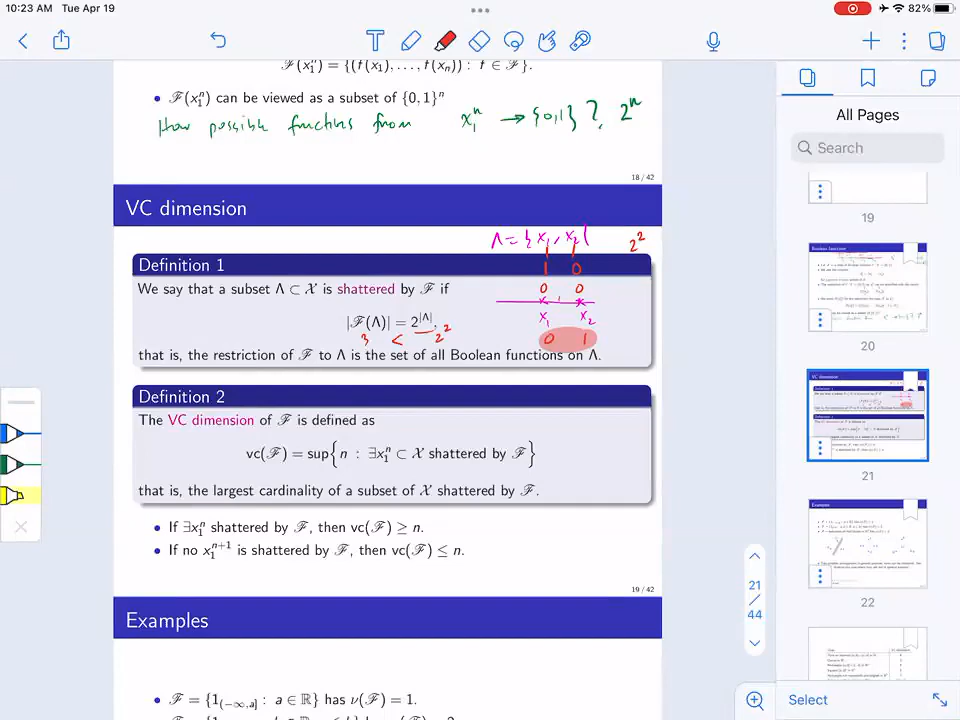 10:23 AM Tue Apr 19
82%
ℱ(x₁ⁿ) = {(f(x₁), . . . , f(xₙ)) : f ∈ ℱ}.
• ℱ(x₁ⁿ) can be viewed as a subset of {0, 1}ⁿ
How possible functins from x₁ⁿ → {0,1} ? 2ⁿ
18 / 42
VC dimension
Λ = { x₁, x₂ { 2²
1 0
0 0
x₁ x₂
0 1
Definition 1
We say that a subset Λ ⊂ 𝒳 is shattered by ℱ if
|ℱ(Λ)| = 2^|Λ|,
3 < 2²
that is, the restriction of ℱ to Λ is the set of all Boolean functions on Λ.
Definition 2
The VC dimension of ℱ is defined as
vc(ℱ) = sup{n : ∃x₁ⁿ ⊂ 𝒳 shattered by ℱ}
that is, the largest cardinality of a subset of 𝒳 shattered by ℱ.
• If ∃x₁ⁿ shattered by ℱ, then vc(ℱ) ≥ n.
• If no x₁ⁿ⁺¹ is shattered by ℱ, then vc(ℱ) ≤ n.
19 / 42
Examples
• ℱ = {1₍₋∞,ₐ] : a ∈ ℝ} has ν(ℱ) = 1.
All Pages
Search
19
20
VC dimension
21
Examples
22
21
/
44
Select